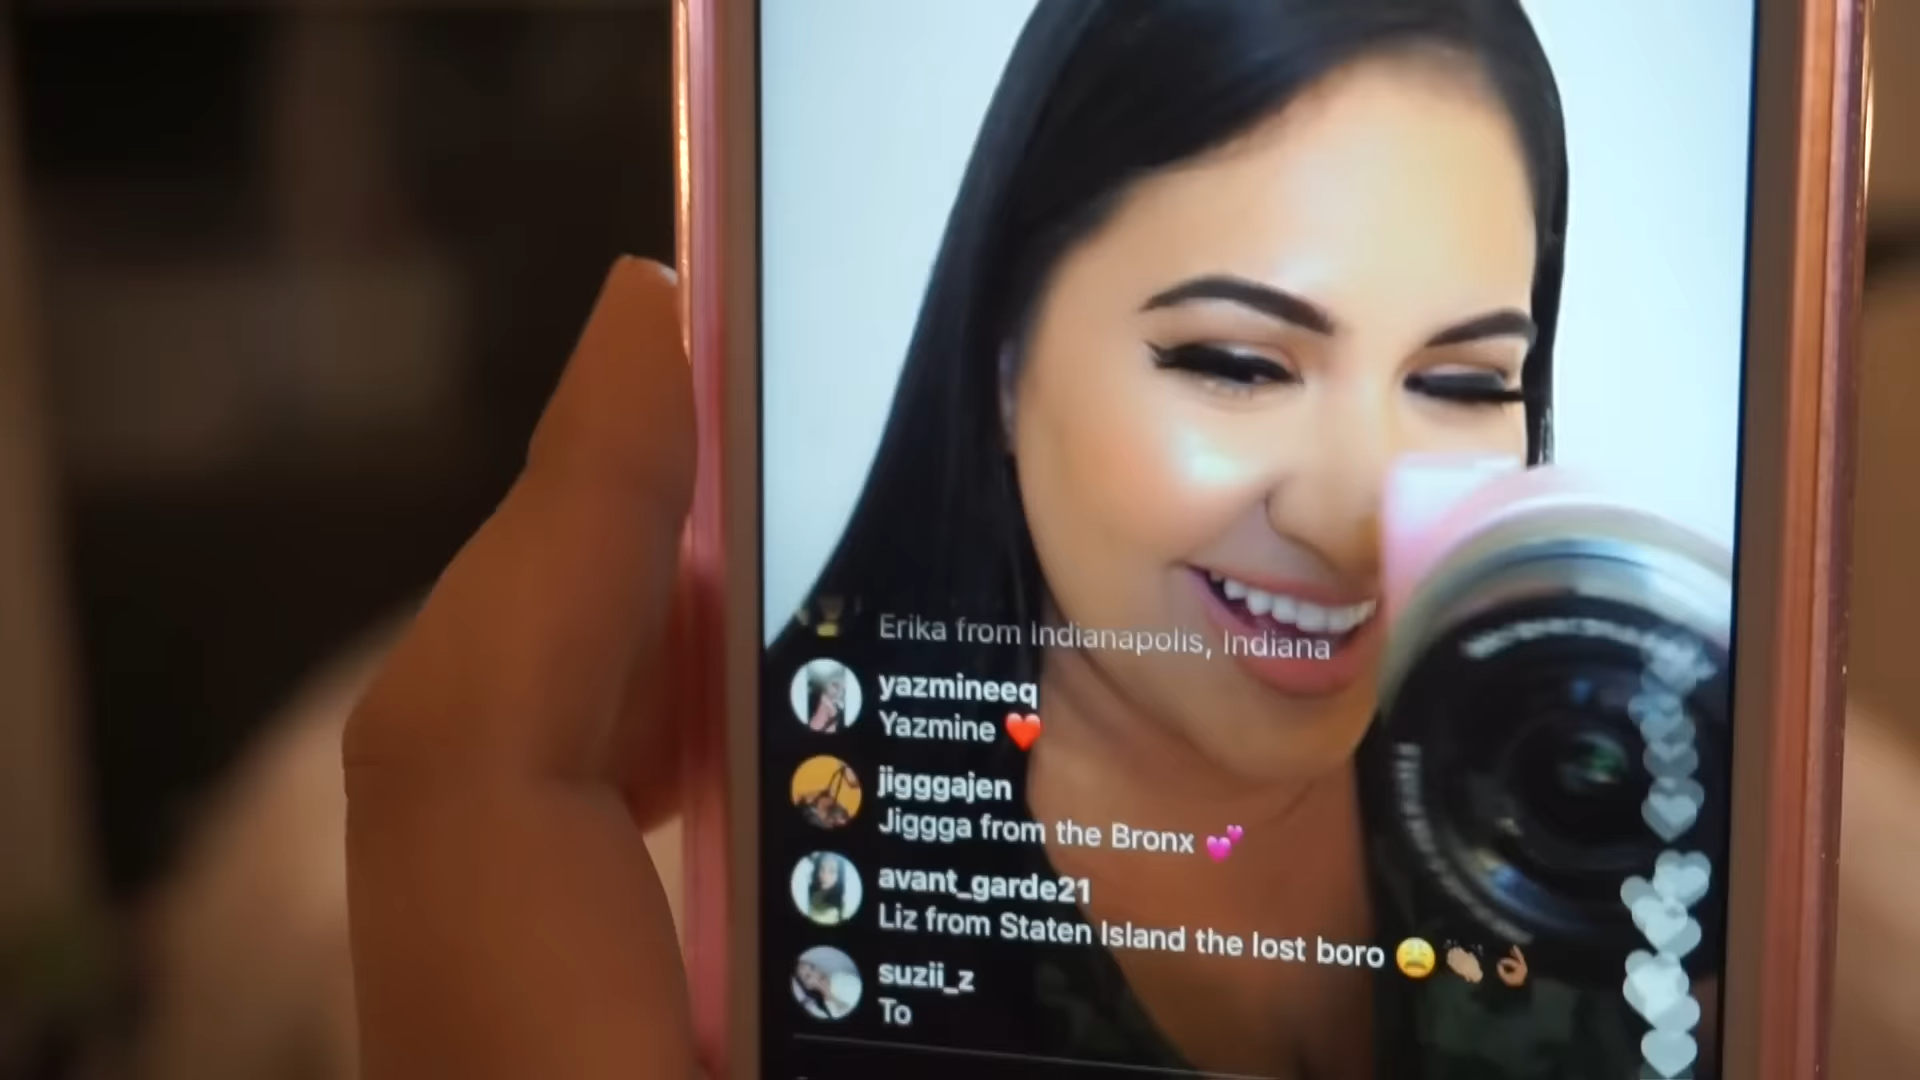 Erika from Indianapolis, Indiana
yazmineeq
Yazmine ❤️
jigggajen
Jiggga from the Bronx 💕
avant_garde21
Liz from Staten Island the lost boro 😩👏🏽👌🏽
suzii_z
To